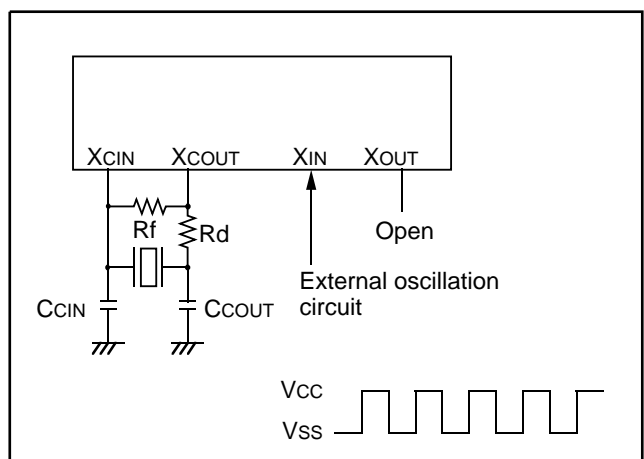 XCIN XCOUT XIN XOUT
Rf Rd
Open
External oscillation
circuit
CCIN CCOUT
VCC
VSS